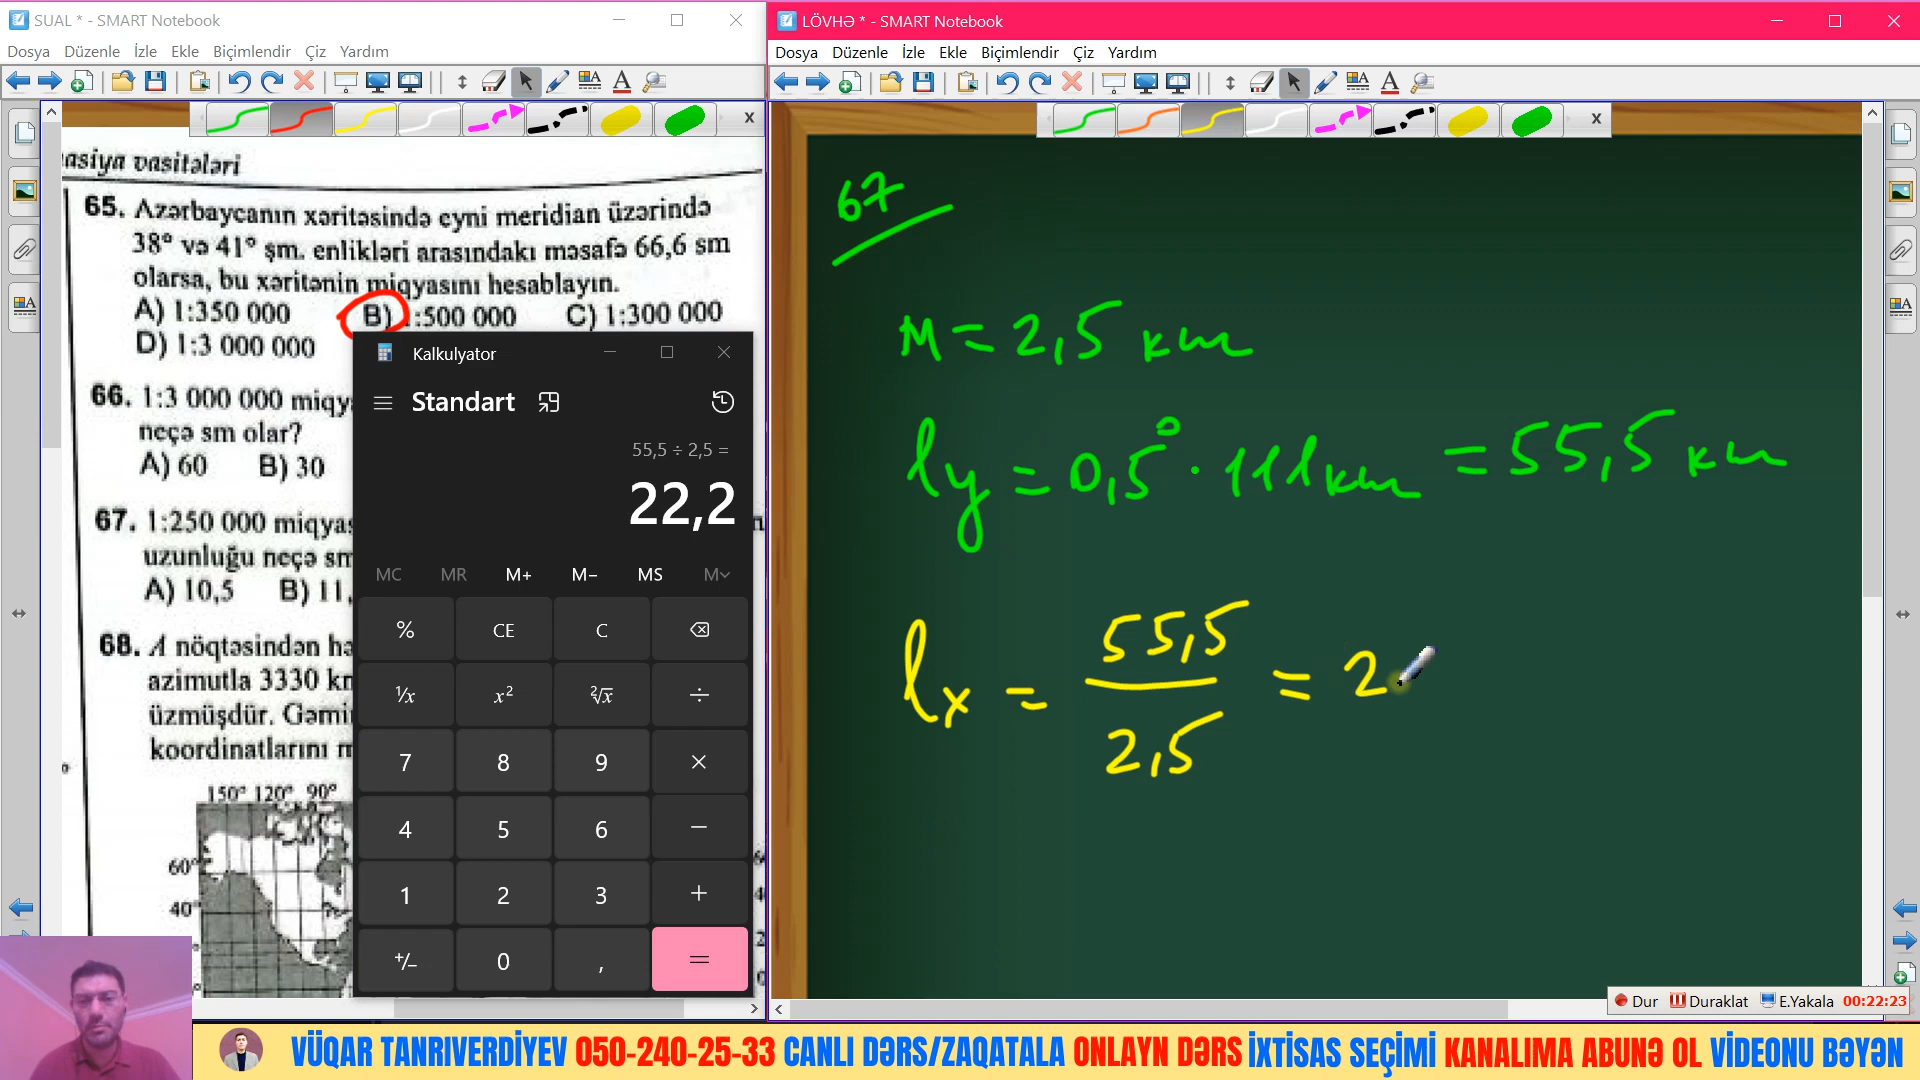 SUAL * - SMART Notebook
Dosya Düzenle İzle Ekle Biçimlendir Çiz Yardım
x
asiya vasitələri
65. Azərbaycanın xəritəsində eyni meridian üzərində
38° və 41° şm. enlikləri arasındakı məsafə 66,6 sm
olarsa, bu xəritənin miqyasını hesablayın.
A) 1:350 000 B) 1:500 000 C) 1:300 000
D) 1:3 000 000
66. 1:3 000 000 miqy
neçə sm olar?
A) 60 B) 30
67. 1:250 000 miqyas
uzunluğu neçə sm
A) 10,5 B) 11,
68. A nöqtəsindən hə
azimutla 3330 km
üzmüşdür. Gəmi
koordinatlarını m
150° 120° 90°
60°
40°
Kalkulyator
Standart
55,5 ÷ 2,5 =
22,2
MC MR M+ M− MS M
% CE C
¹/x x² ²√x ÷
7 8 9 ×
4 5 6 −
1 2 3 +
+/− 0 , =
LÖVHƏ * - SMART Notebook
Dosya Düzenle İzle Ekle Biçimlendir Çiz Yardım
x
67
M = 2,5 км
ly = 0,5° · 111 км = 55,5 км
lx = 55,5 / 2,5 = 2
Dur Duraklat E.Yakala 00:22:23
VÜQAR TANRIVERDİYEV 050-240-25-33 CANLI DƏRS/ZAQATALA ONLAYN DƏRS İXTİSAS SEÇİMİ KANALIMA ABUNƏ OL VİDEONU BƏYƏN